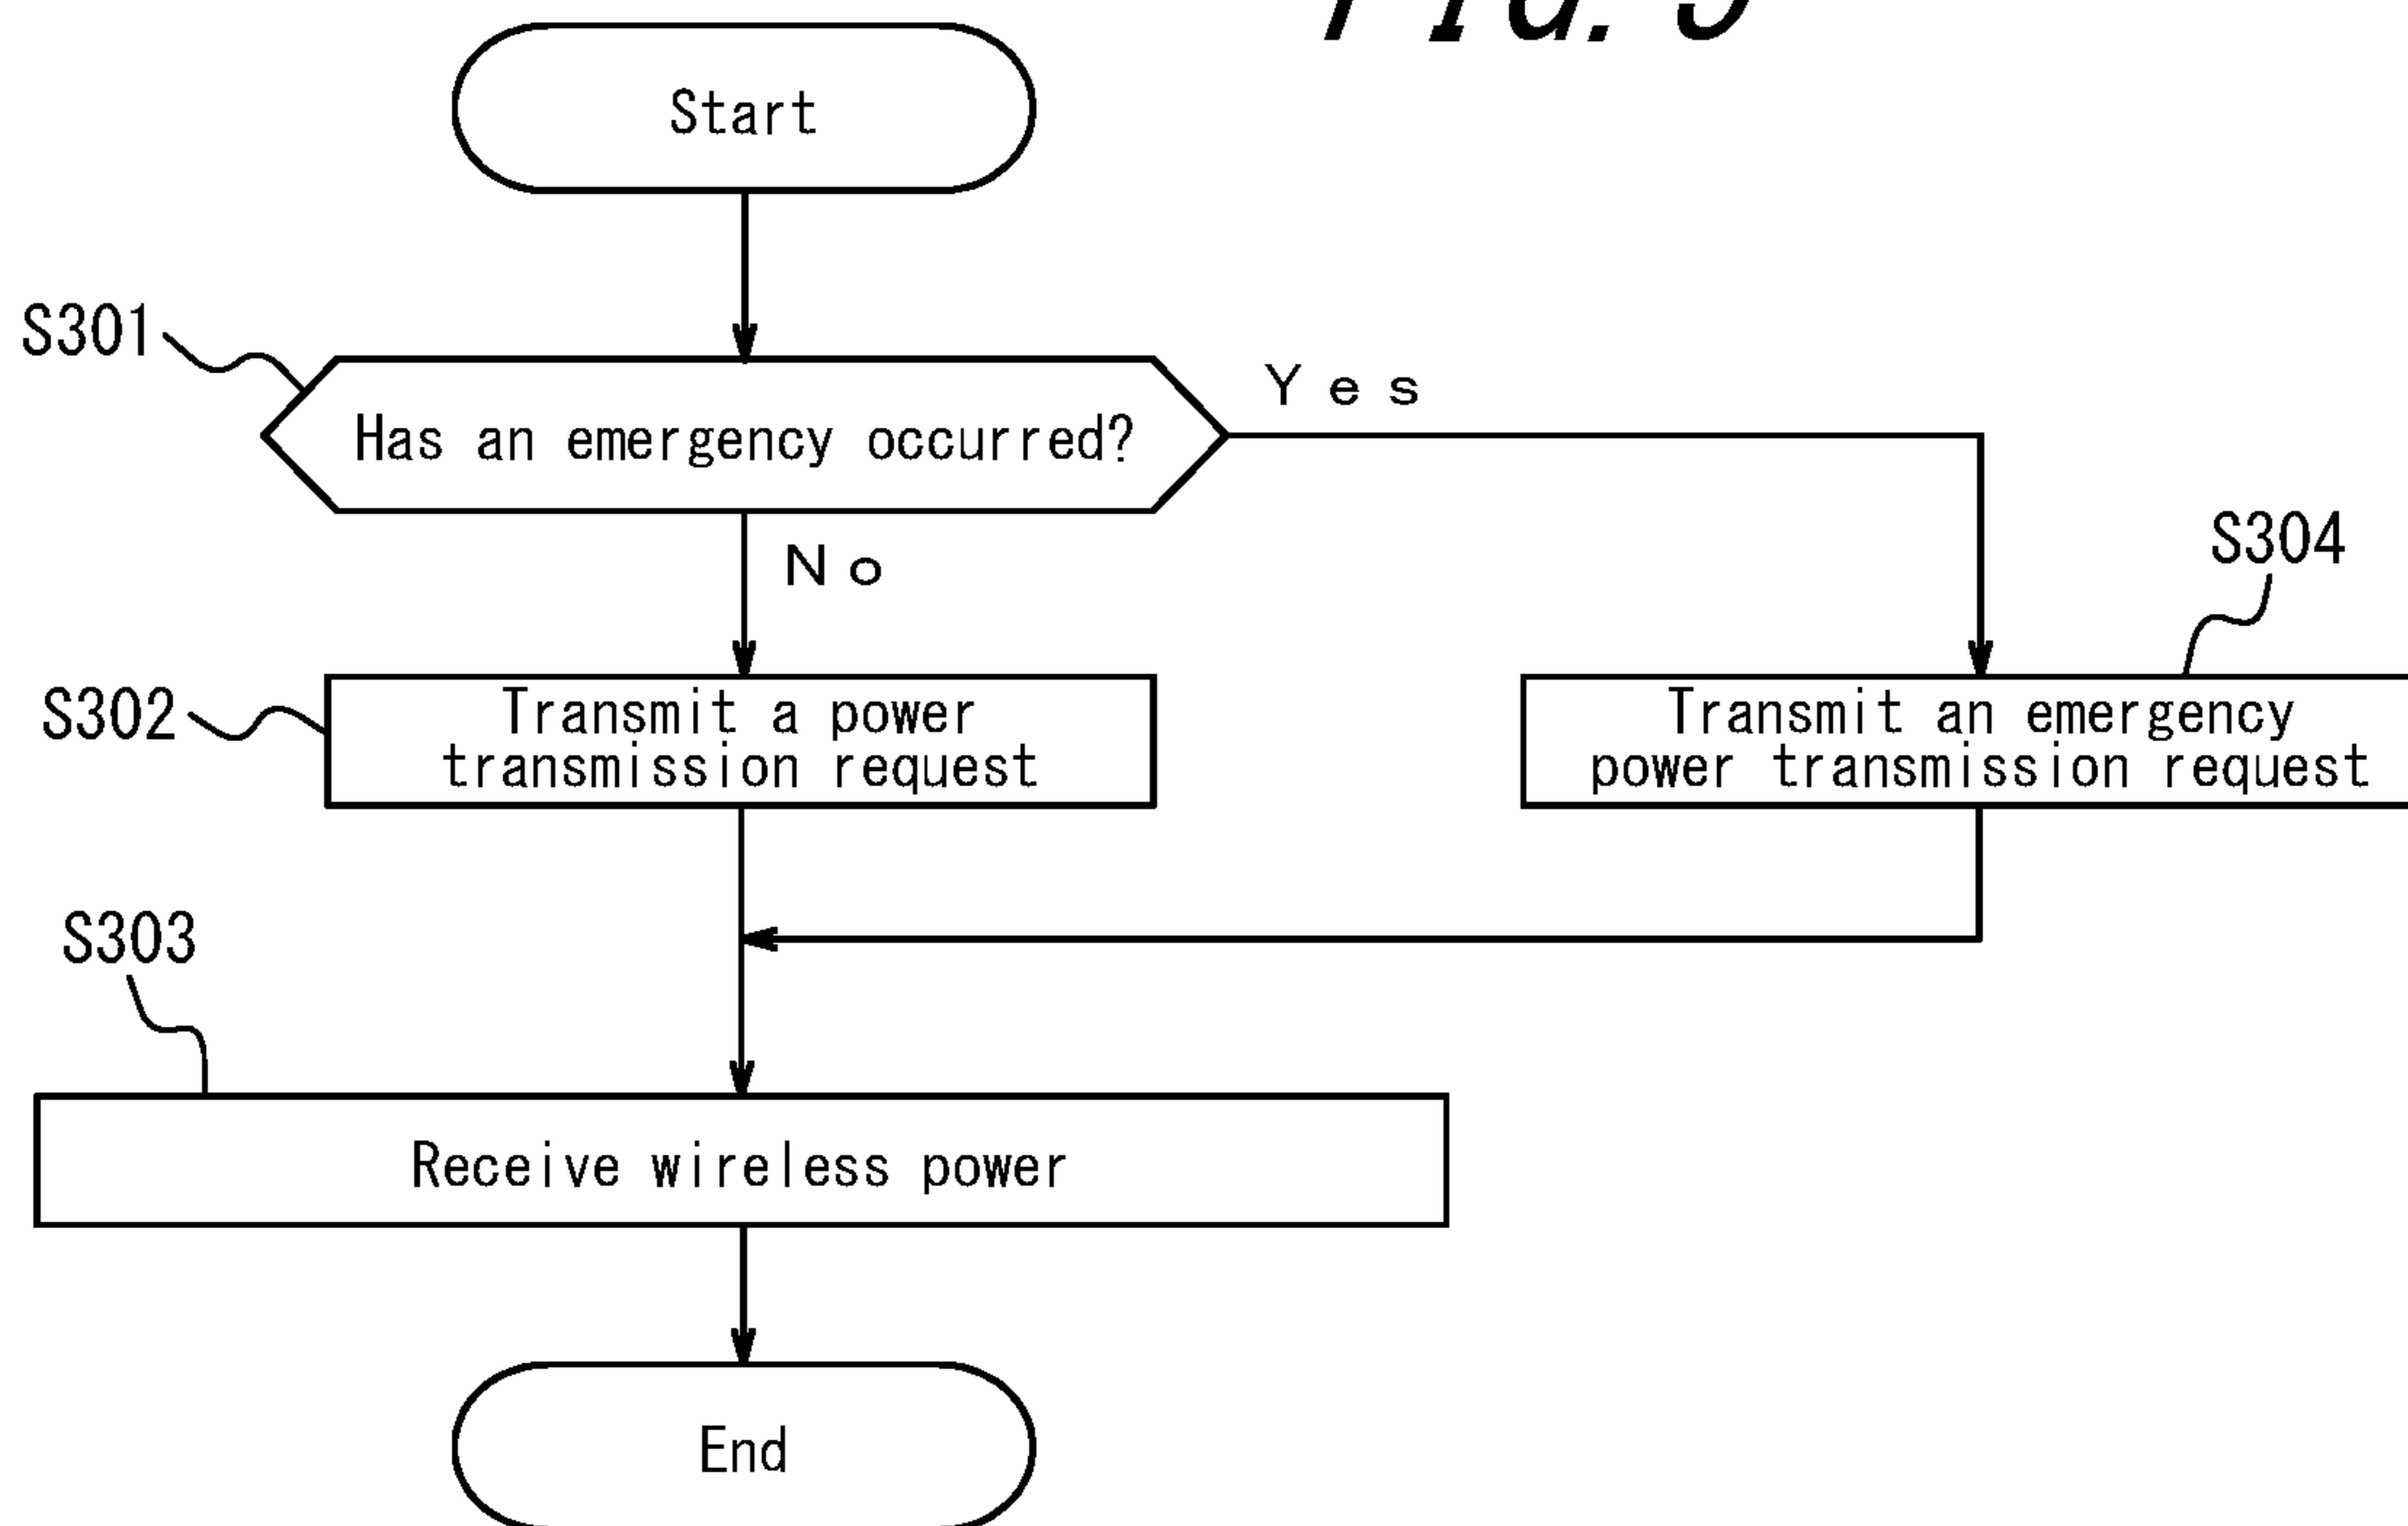 Start
S301
Has an emergency occurred?
Yes
No
S304
S302
Transmit a power
transmission request
Transmit an emergency
power transmission request
S303
Receive wireless power
End